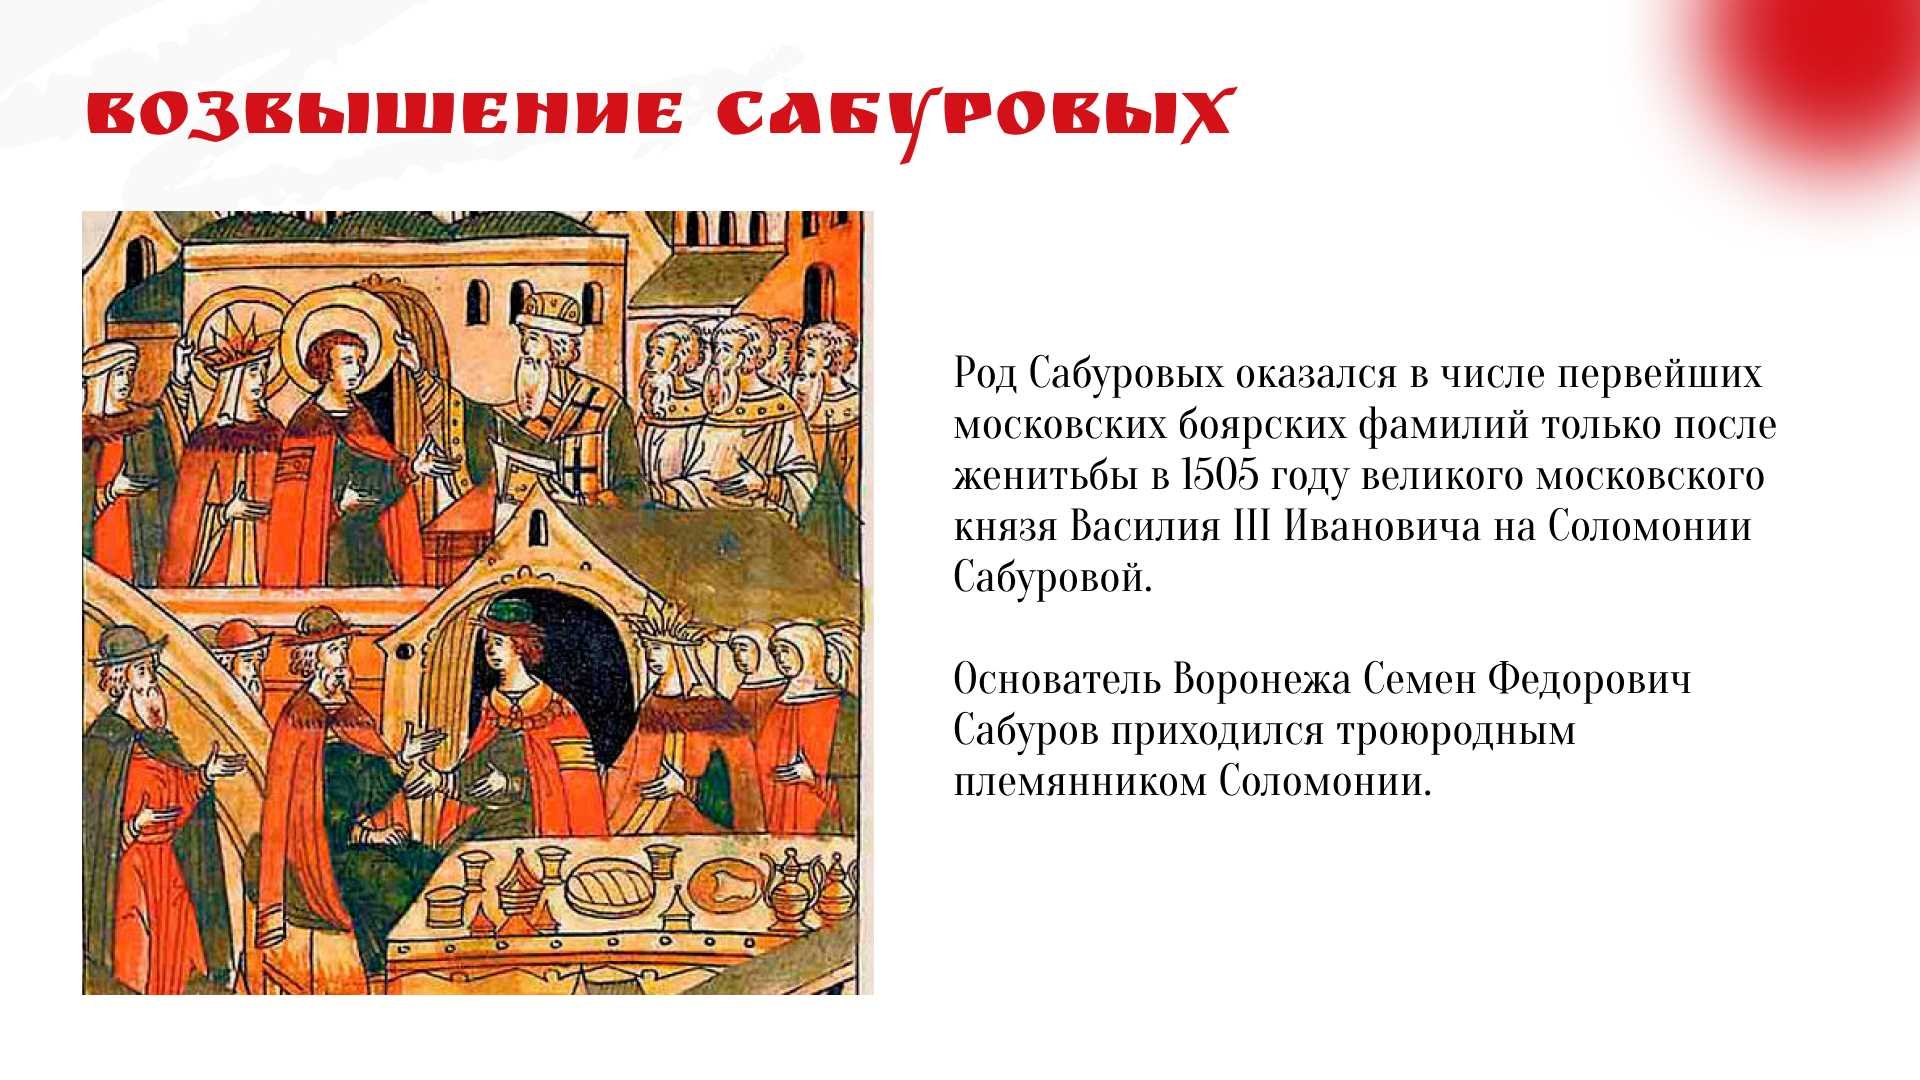 ВОЗВЫШЕНИЕ САБУРОВЫХ
Род Сабуровых оказался в числе первейших
московских боярских фамилий только после
женитьбы в 1505 году великого московского
князя Василия III Ивановича на Соломонии
Сабуровой.
Основатель Воронежа Семен Федорович
Сабуров приходился троюродным
племянником Соломонии.